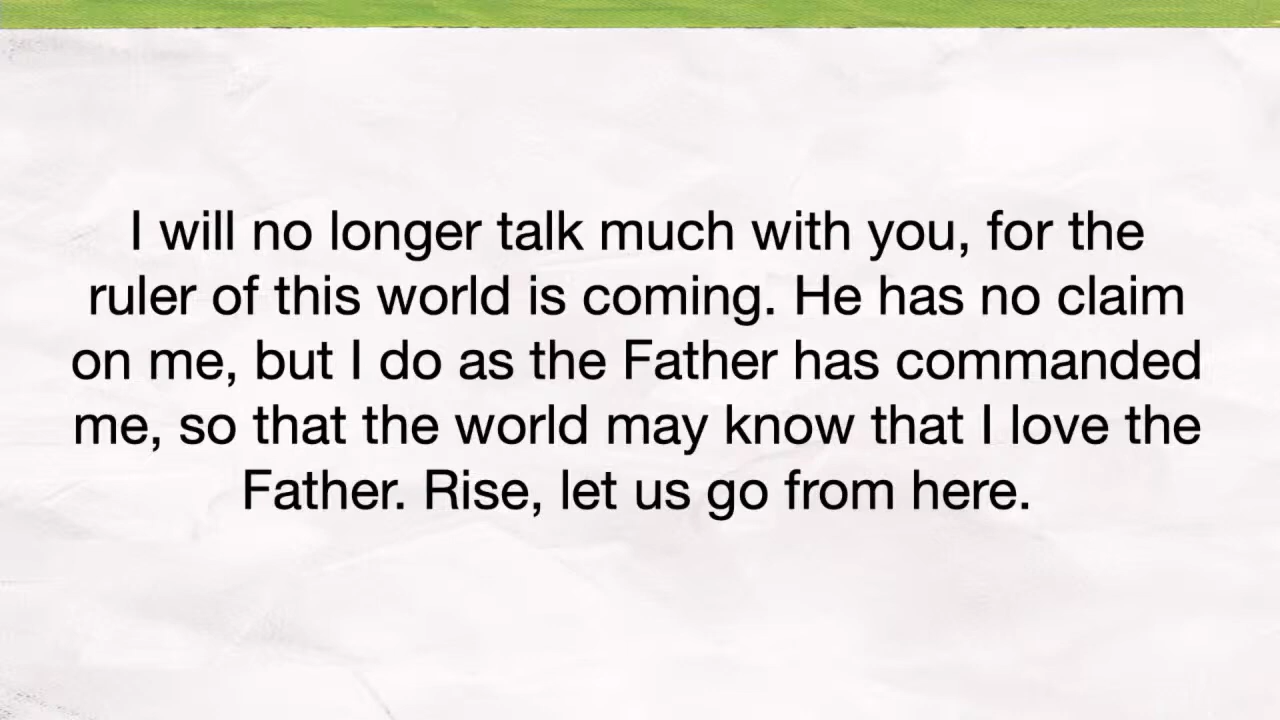 I will no longer talk much with you, for the
ruler of this world is coming. He has no claim
on me, but I do as the Father has commanded
me, so that the world may know that I love the
Father. Rise, let us go from here.